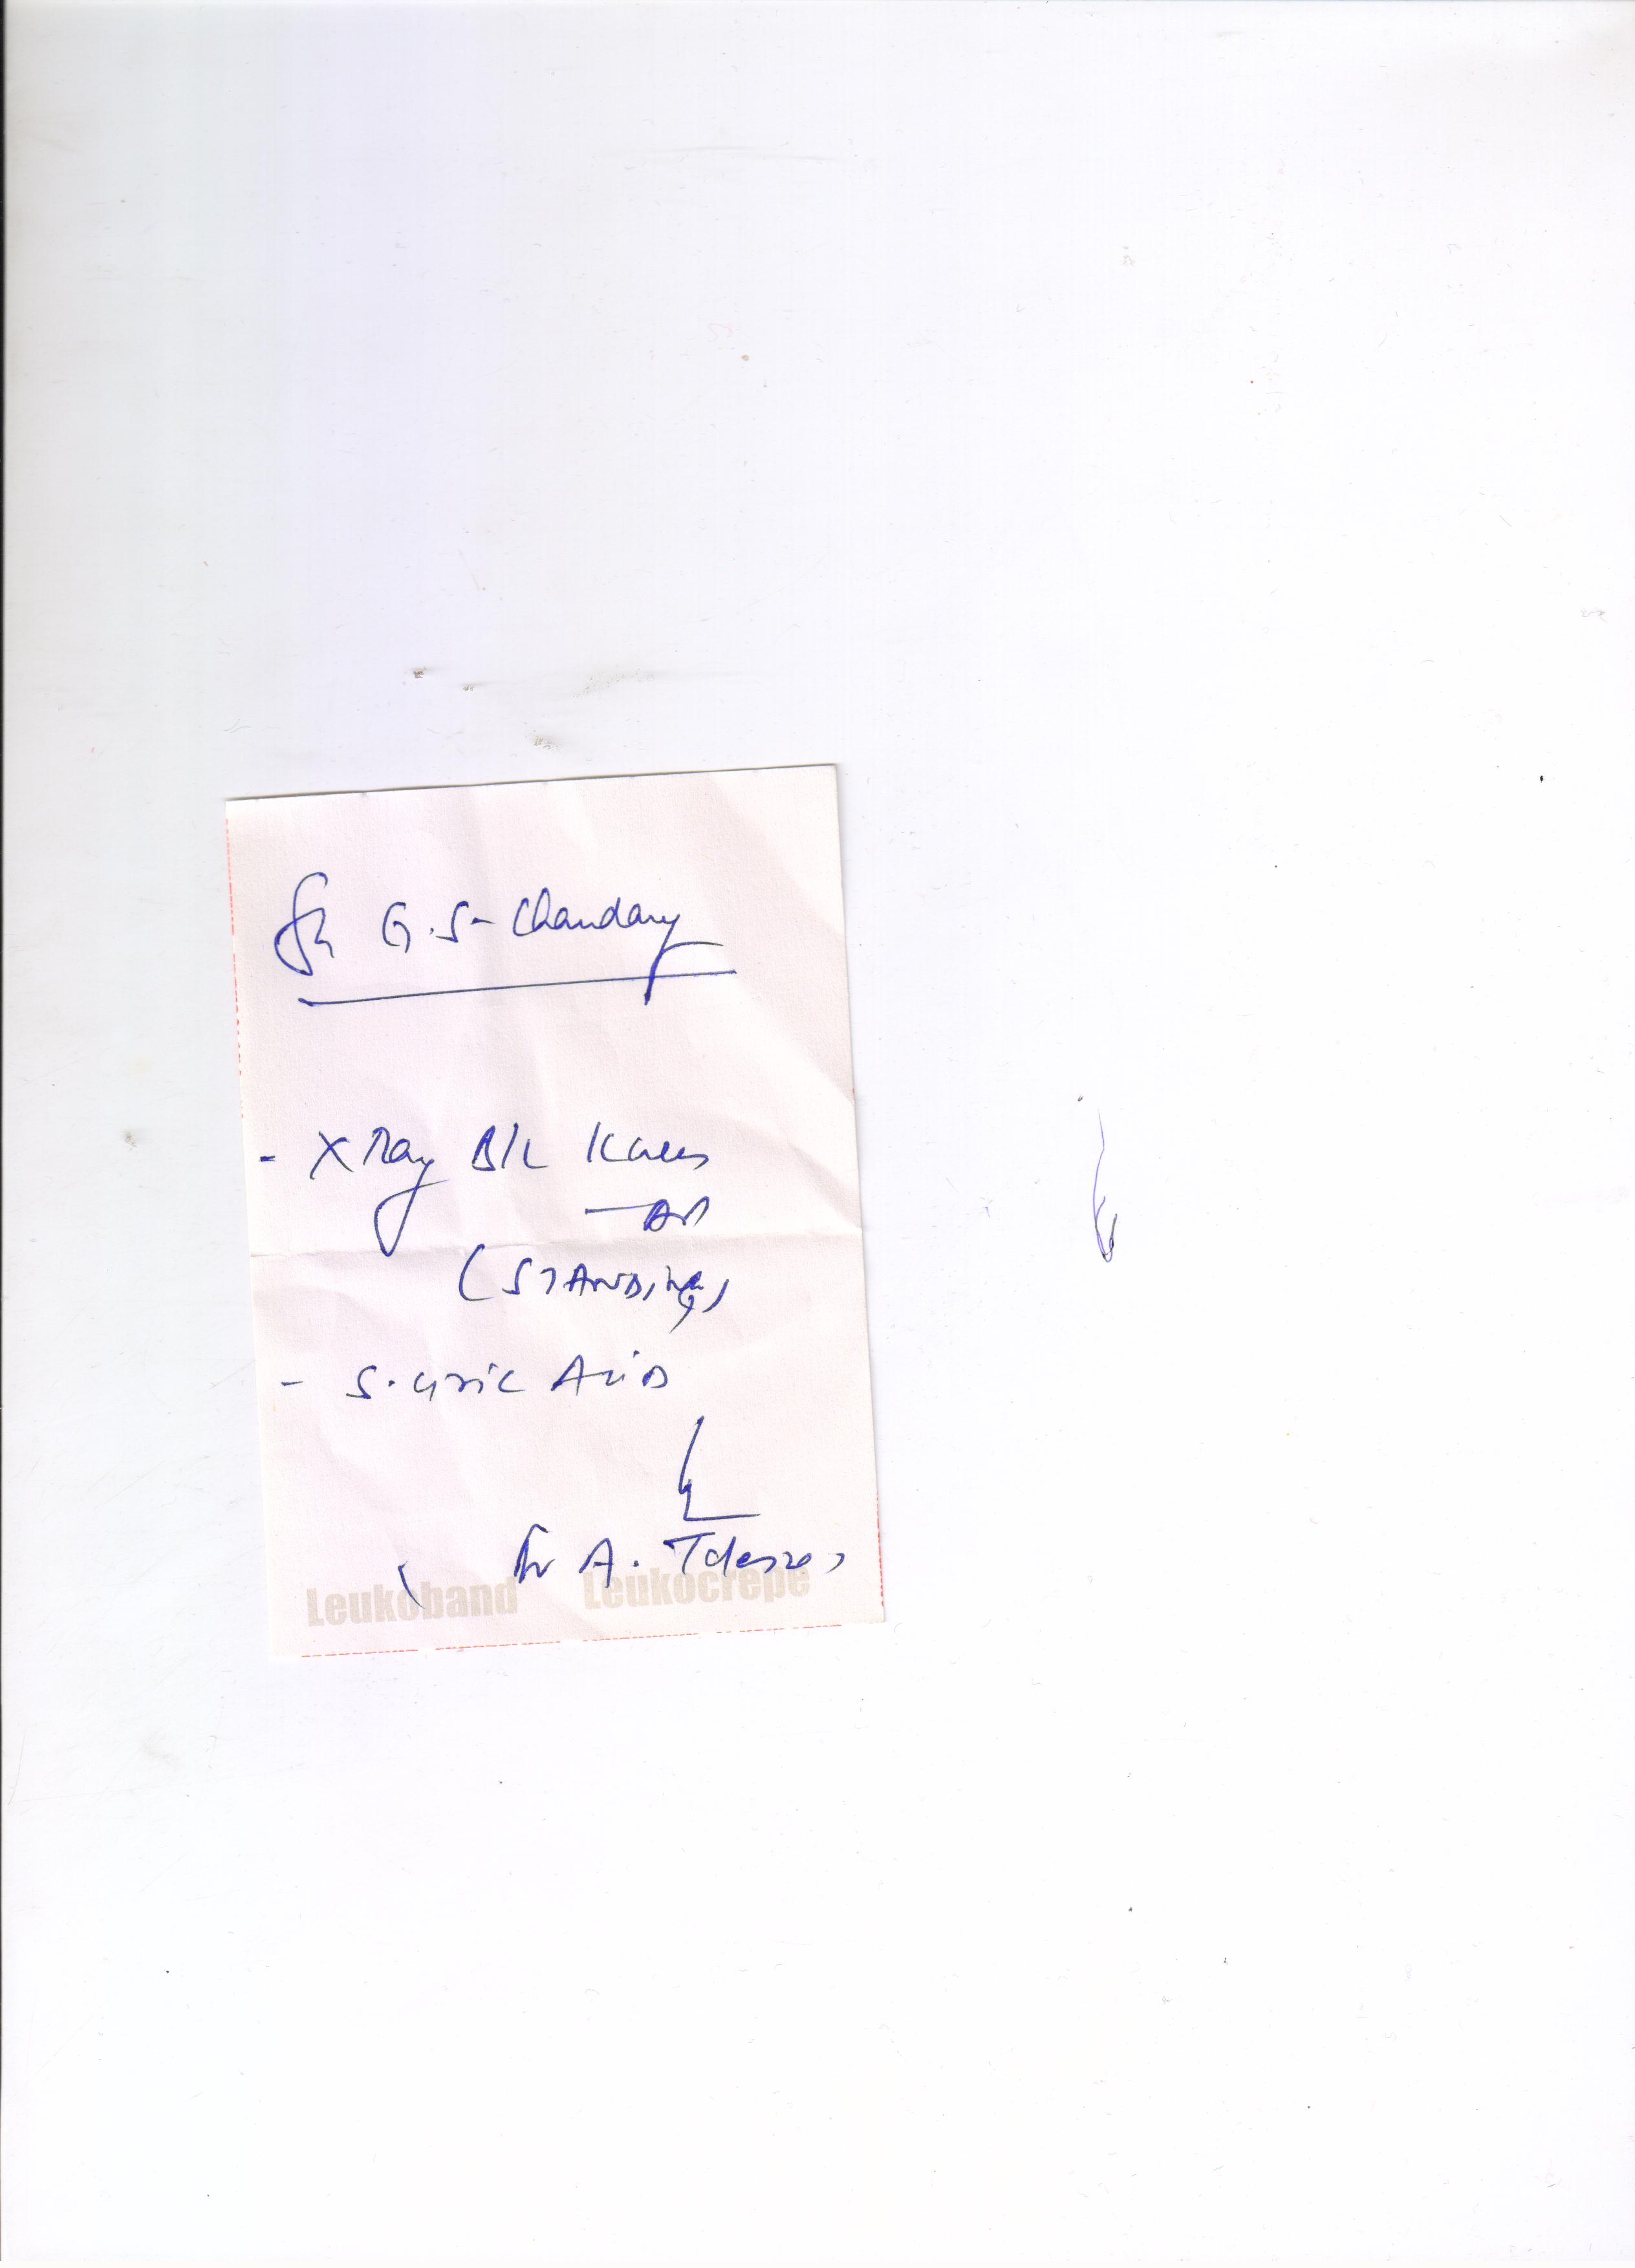 Sh G.S. Chaudary
- X Ray B/L Knees
— AP
(STANDING)
- S. Uric Acid
(Dr A.
Leukoband Leukocrepe